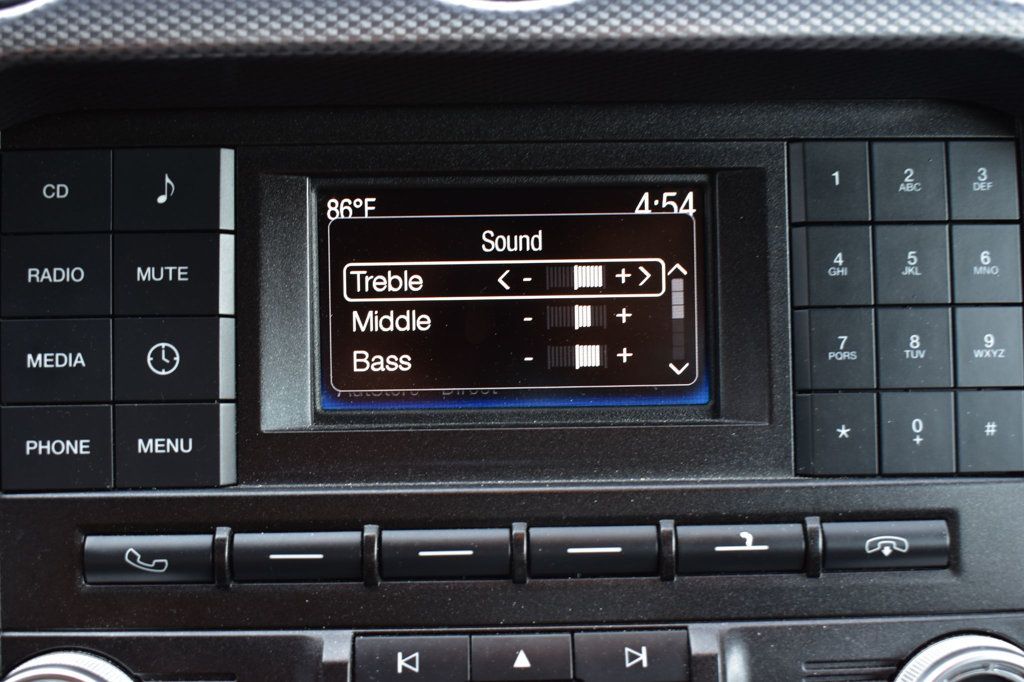 CD
RADIO MUTE
MEDIA
PHONE MENU
86°F 4:54
Sound
Treble < - + >
Middle - +
Bass - +
1 2 ABC 3 DEF
4 GHI 5 JKL 6 MNO
7 PQRS 8 TUV 9 WXYZ
* 0 + #